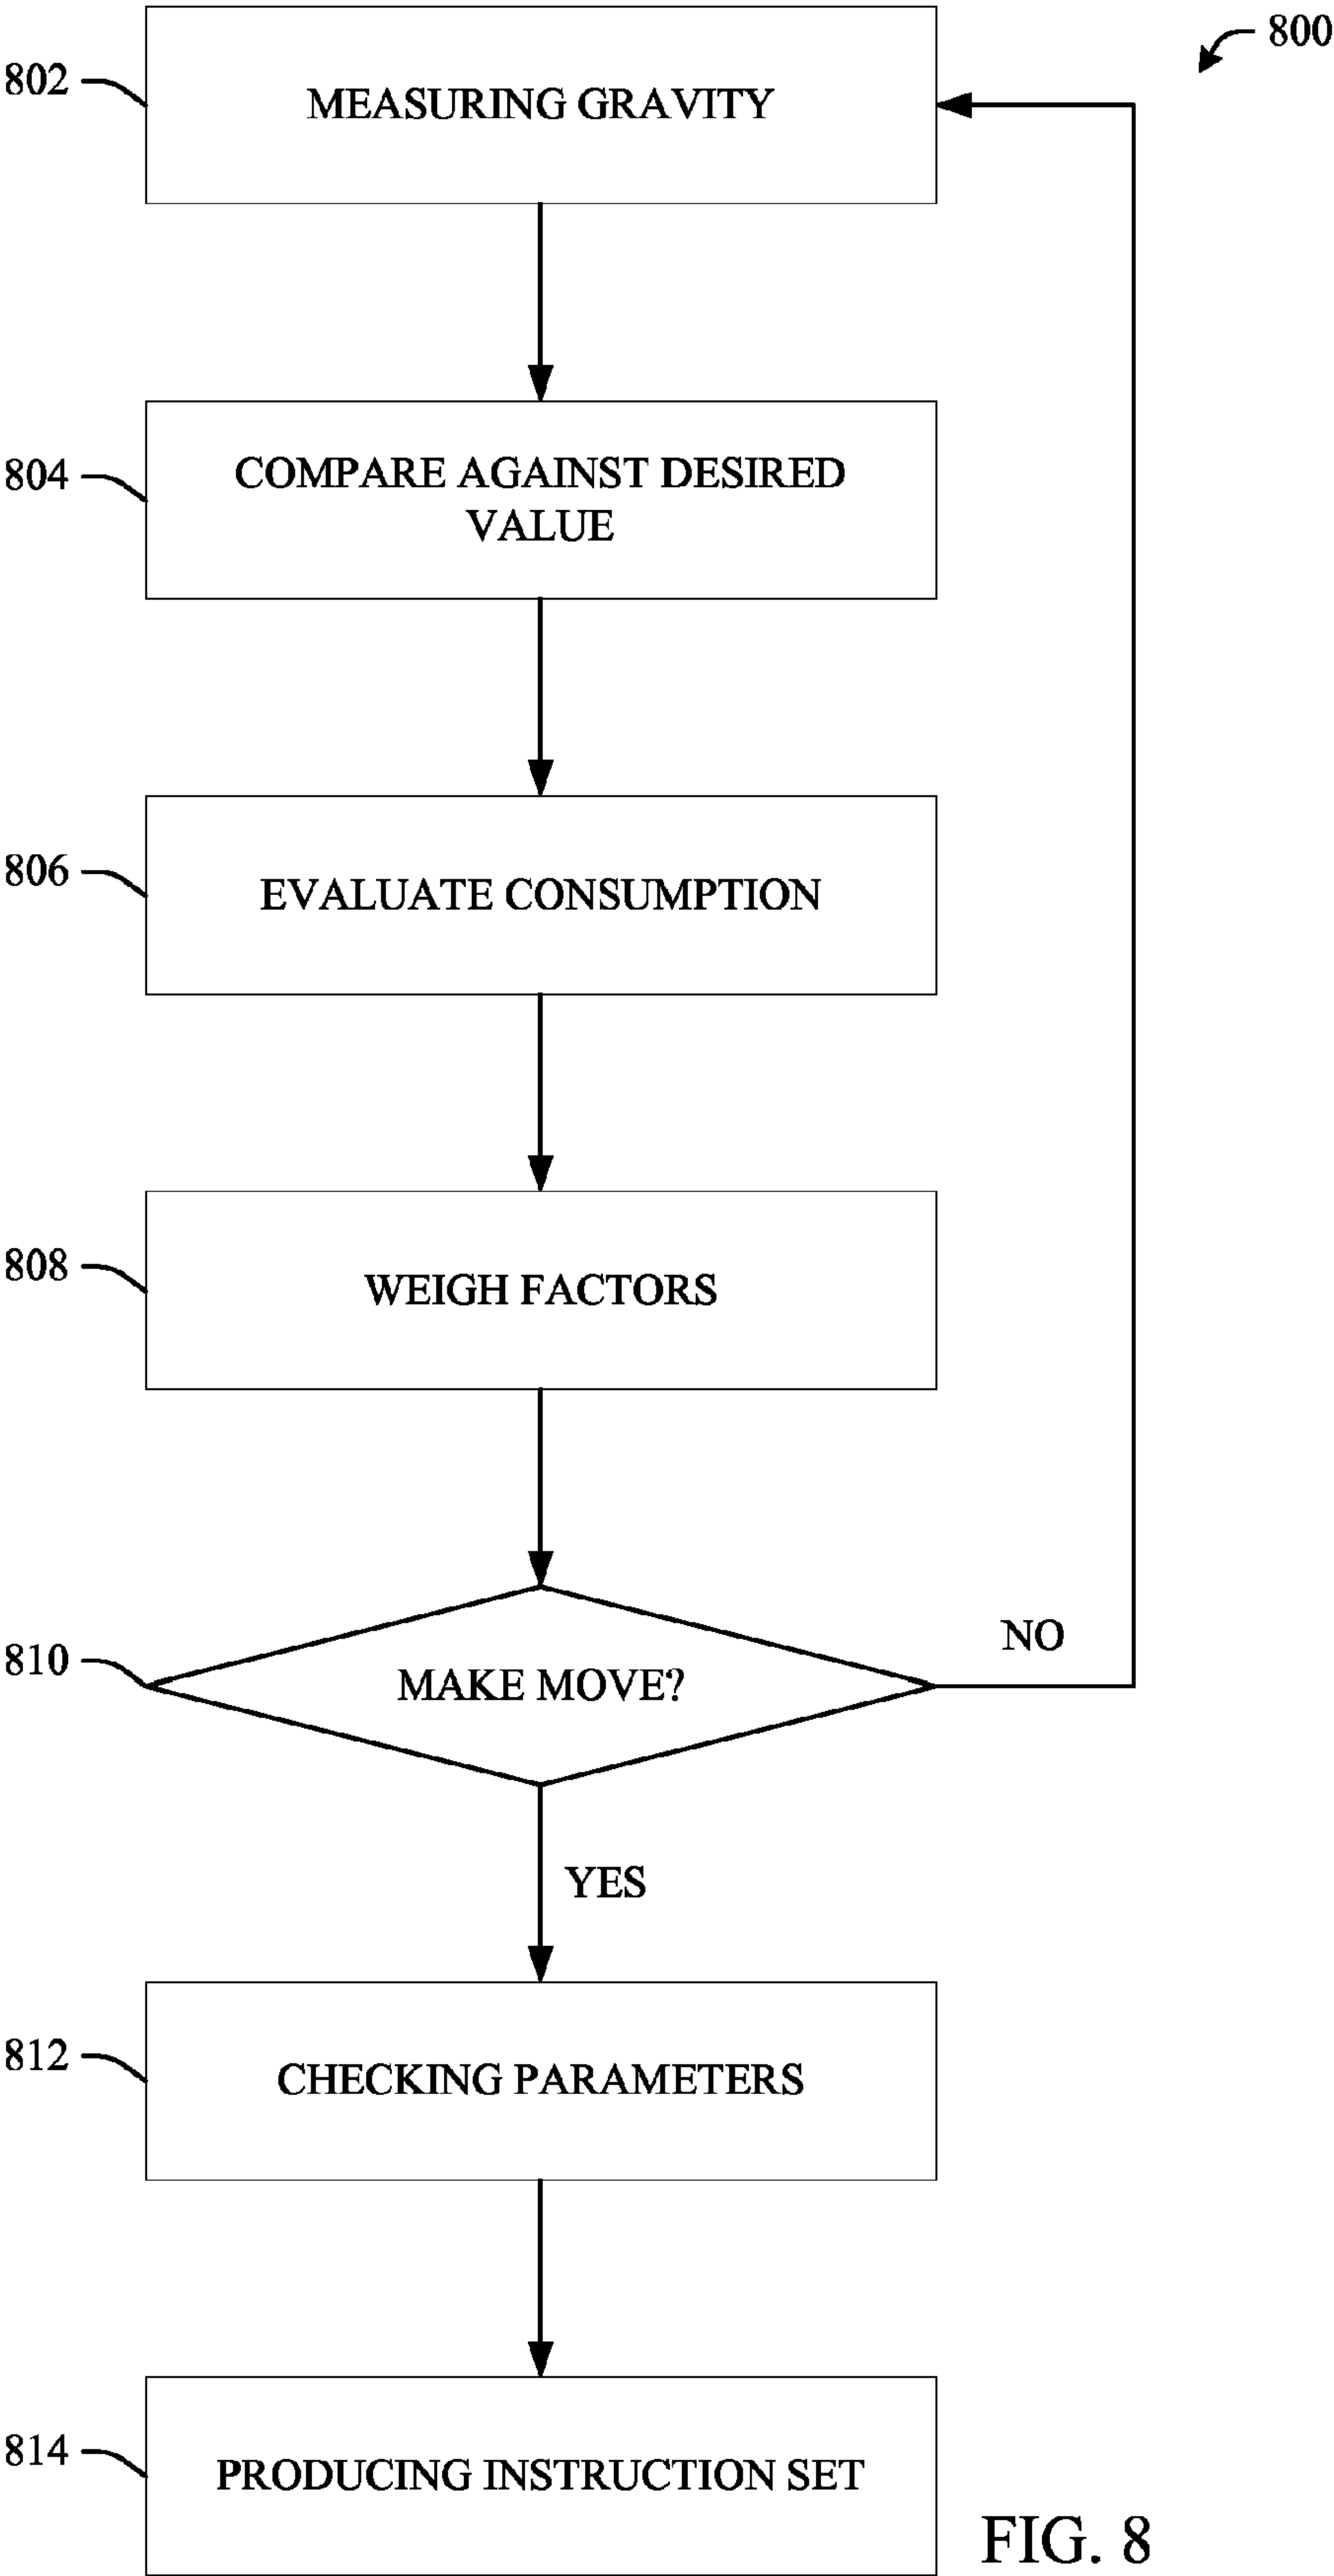 800
802
MEASURING GRAVITY
804
COMPARE AGAINST DESIRED
VALUE
806
EVALUATE CONSUMPTION
808
WEIGH FACTORS
810
MAKE MOVE?
NO
YES
812
CHECKING PARAMETERS
814
PRODUCING INSTRUCTION SET
FIG. 8